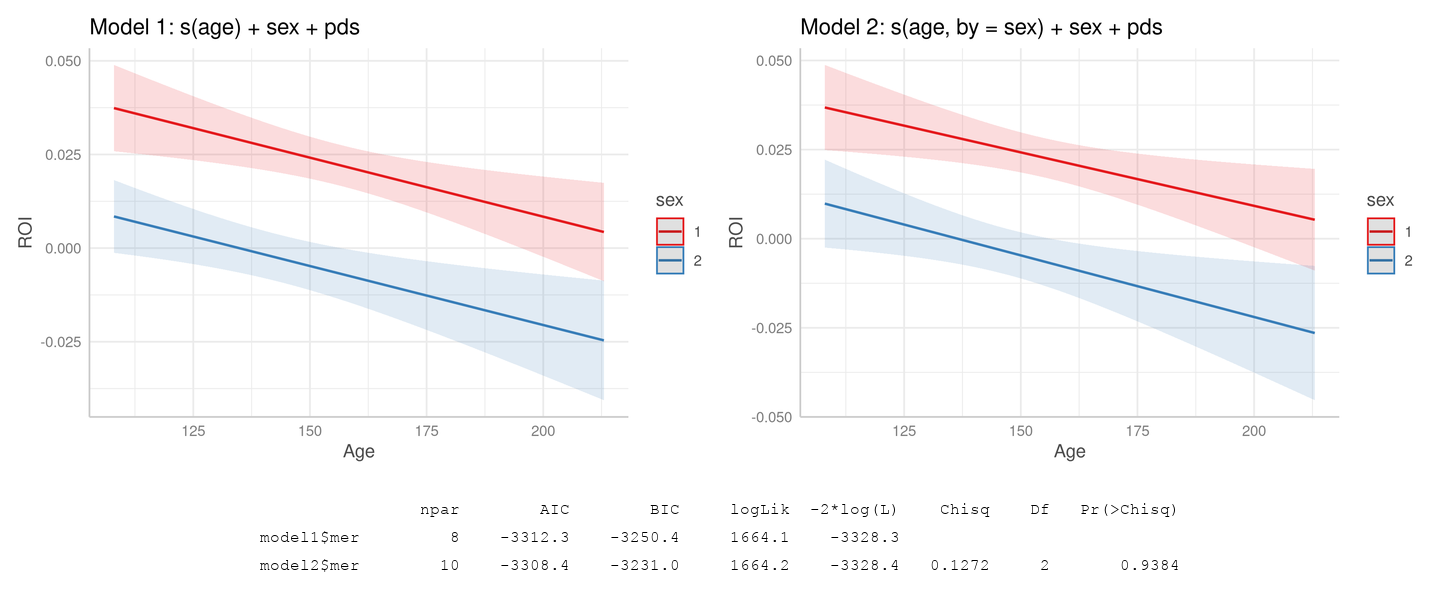 Model 1: s(age) + sex + pds
0.050
0.025
0.000
-0.025
ROI
125 150 175 200
Age
sex
1
2
Model 2: s(age, by = sex) + sex + pds
0.050
0.025
0.000
-0.025
-0.050
ROI
125 150 175 200
Age
sex
1
2
npar AIC BIC logLik -2*log(L) Chisq Df Pr(>Chisq)
model1$mer 8 -3312.3 -3250.4 1664.1 -3328.3
model2$mer 10 -3308.4 -3231.0 1664.2 -3328.4 0.1272 2 0.9384